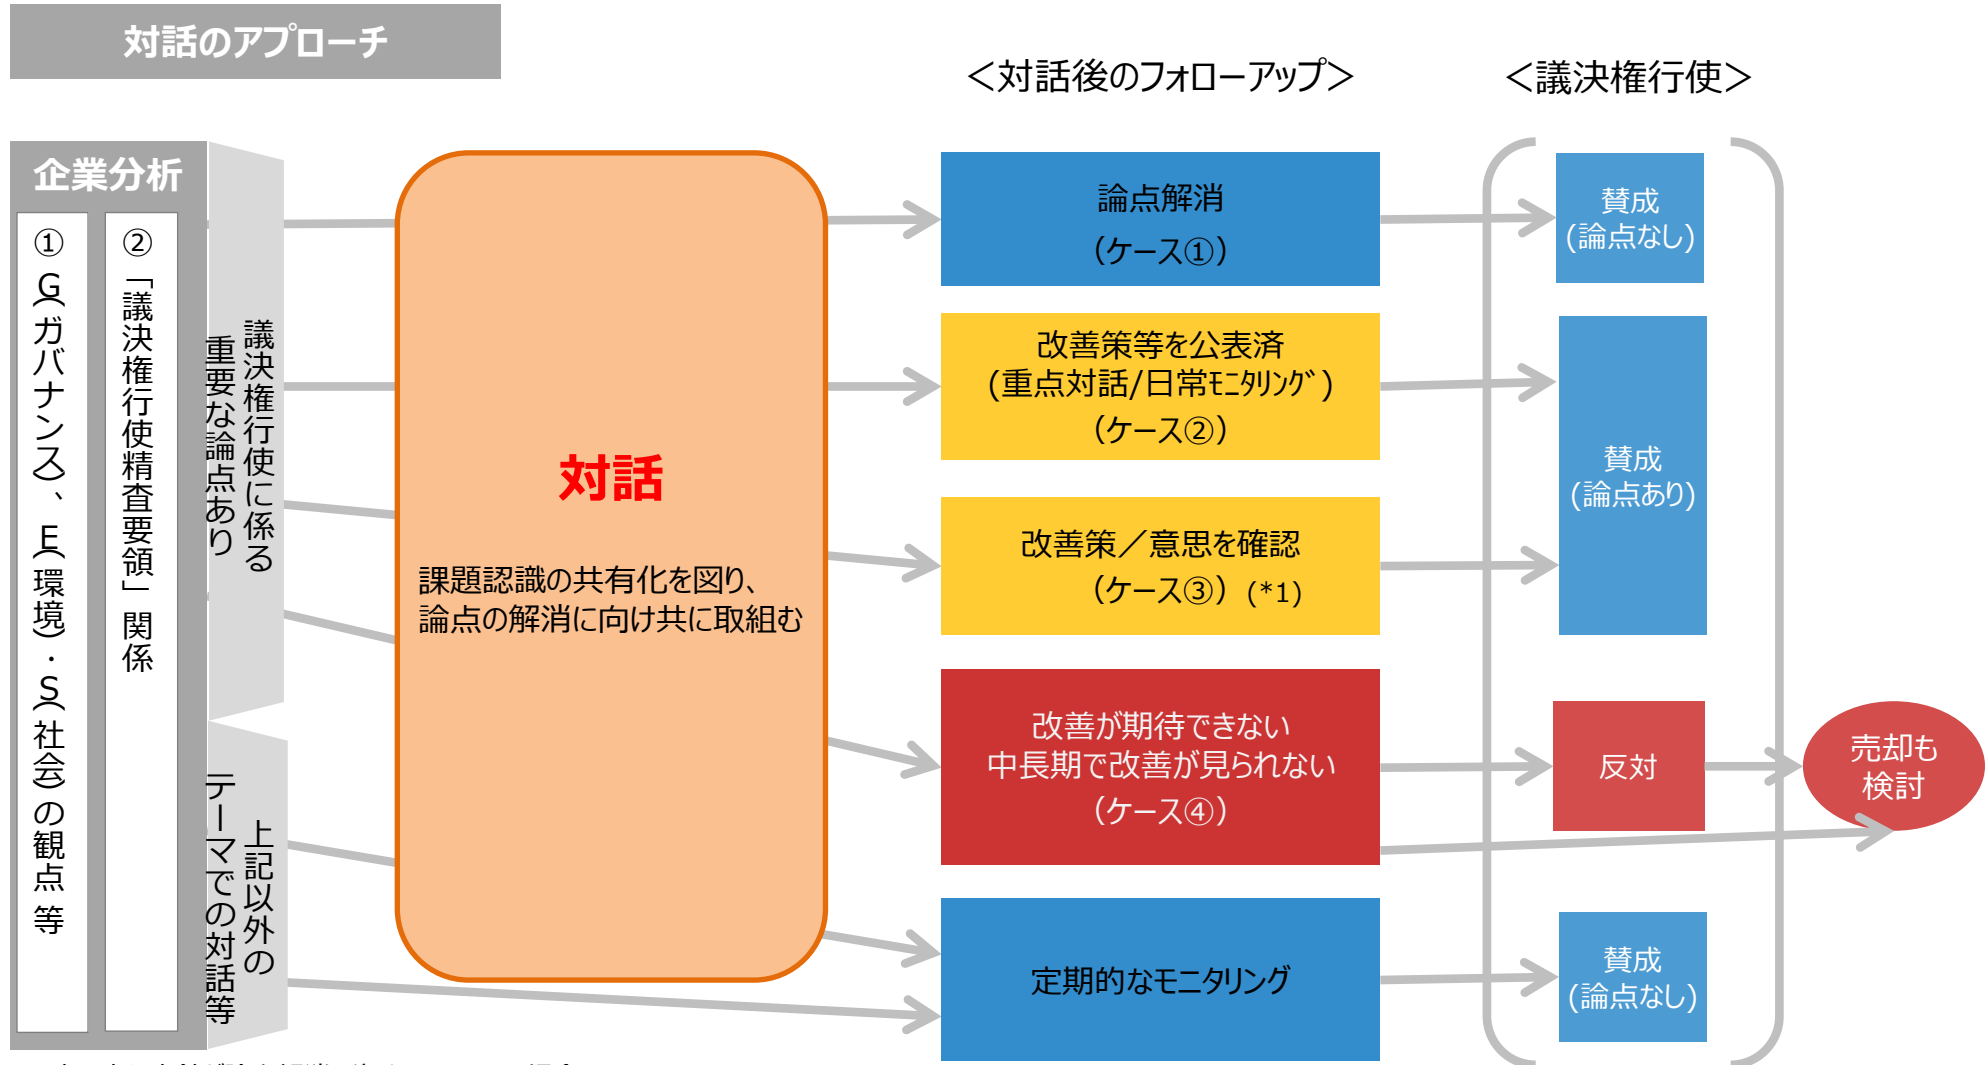 対話のアプローチ
<対話後のフォローアップ>
<議決権行使>
企業分析
①G(ガバナンス)、E(環境)・S(社会)の観点 等
②「議決権行使精査要領」関係
議決権行使に係る
重要な論点あり
上記以外の
テーマでの対話等
対話
課題認識の共有化を図り、
論点の解消に向け共に取組む
論点解消
(ケース①)
改善策等を公表済
(重点対話/日常モニタリング)
(ケース②)
改善策/意思を確認
(ケース③) (*1)
改善が期待できない
中長期で改善が見られない
(ケース④)
定期的なモニタリング
賛成
(論点なし)
賛成
(論点あり)
反対
売却も
検討
賛成
(論点なし)